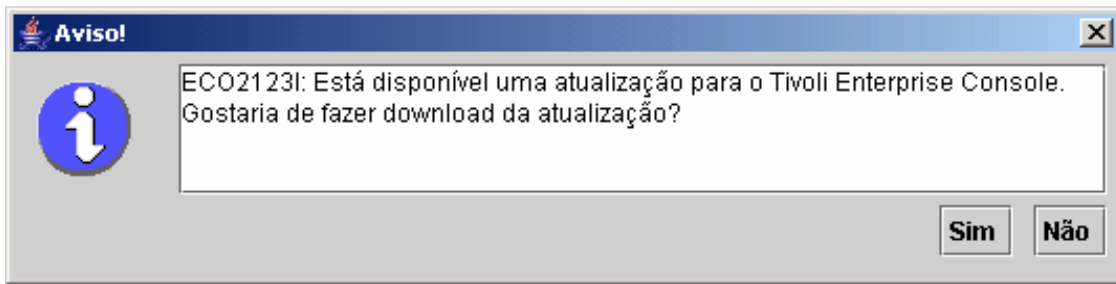 Aviso!
ECO2123I: Está disponível uma atualização para o Tivoli Enterprise Console.
Gostaria de fazer download da atualização?
Sim Não